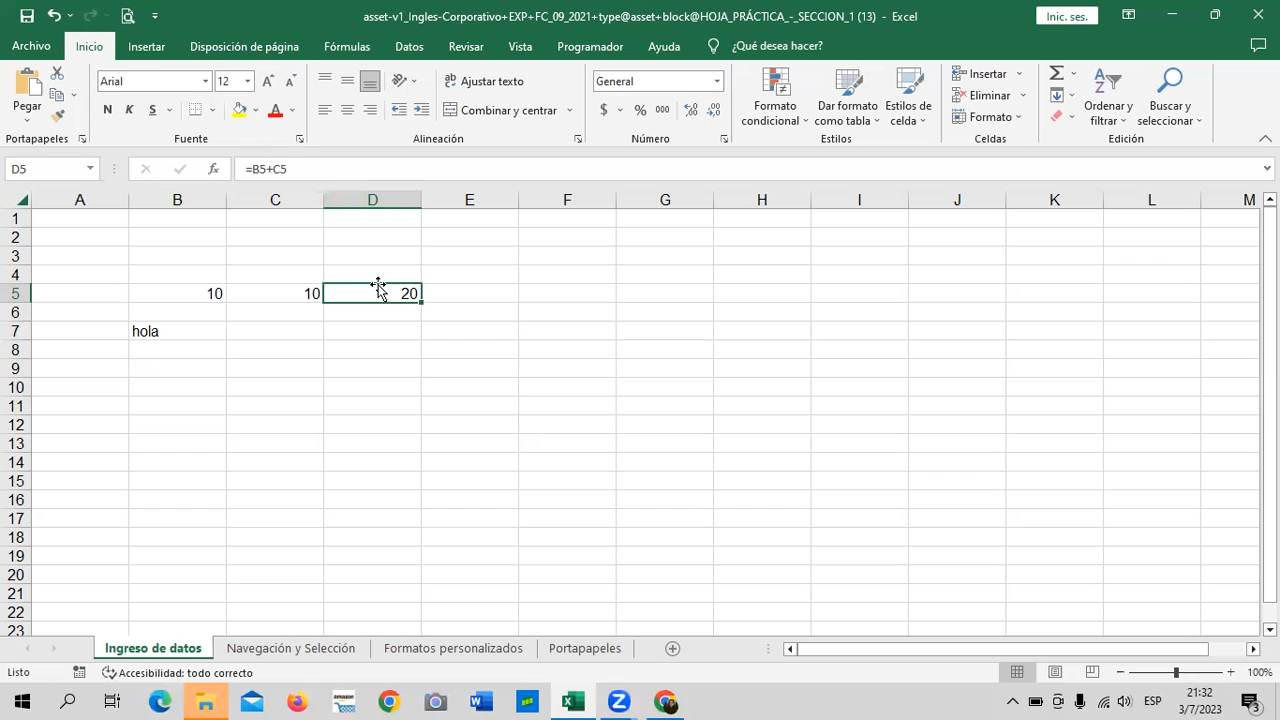 asset-v1_Ingles-Corporativo+EXP+FC_09_2021+type@asset+block@HOJA_PRÁCTICA_-_SECCION_1 (13) - Excel
Inic. ses.
Archivo Inicio Insertar Disposición de página Fórmulas Datos Revisar Vista Programador Ayuda ¿Qué desea hacer?
Pegar
Portapapeles
Arial 12
N K S
Fuente
Ajustar texto
Combinar y centrar
Alineación
General
$ % 000
Número
Formato condicional
Dar formato como tabla
Estilos de celda
Estilos
Insertar
Eliminar
Formato
Celdas
Ordenar y filtrar
Buscar y seleccionar
Edición
D5 fx =B5+C5
A B C D E F G H I J K L M
1
2
3
4
5 10 10 20
6
7 hola
8
9
10
11
12
13
14
15
16
17
18
19
20
21
22
23
Ingreso de datos Navegación y Selección Formatos personalizados Portapapeles
Listo Accesibilidad: todo correcto 100%
ESP 21:32
3/7/2023 3